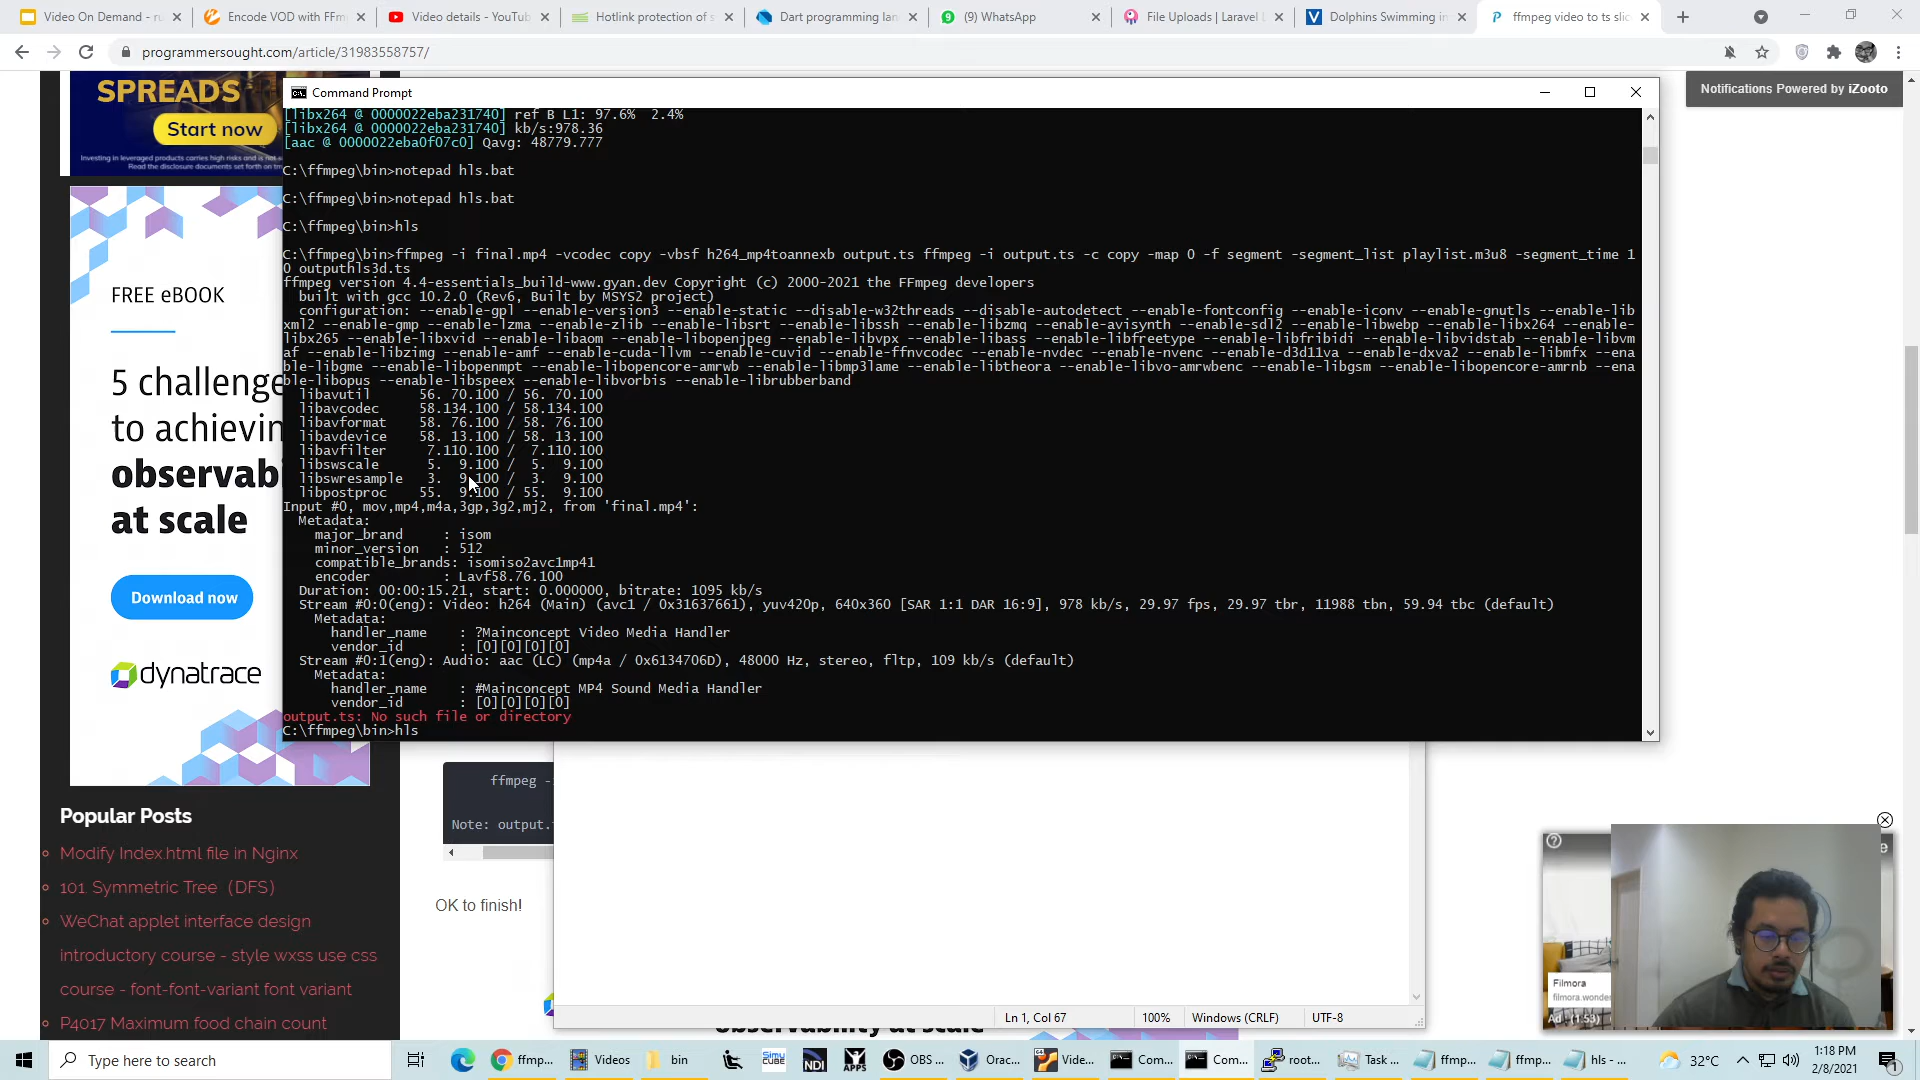 Video On Demand - ru
Encode VOD with FFm
Video details - YouTub
Hotlink protection of s
Dart programming lan
(9) WhatsApp
File Uploads | Laravel
Dolphins Swimming in
ffmpeg video to ts slic
programmersought.com/article/31983558757/
SPREADS
Start now
Notifications Powered by iZooto
FREE eBOOK
5 challenge
to achievin
observab
at scale
Download now
dynatrace
Command Prompt
[libx264 @ 0000022eba231740] ref B L1: 97.6%  2.4%
[libx264 @ 0000022eba231740] kb/s:978.36
[aac @ 0000022eba0f07c0] Qavg: 48779.777
C:\ffmpeg\bin>notepad hls.bat
C:\ffmpeg\bin>notepad hls.bat
C:\ffmpeg\bin>hls
C:\ffmpeg\bin>ffmpeg -i final.mp4 -vcodec copy -vbsf h264_mp4toannexb output.ts ffmpeg -i output.ts -c copy -map 0 -f segment -segment_list playlist.m3u8 -segment_time 1
0 outputhls3d.ts
ffmpeg version 4.4-essentials_build-www.gyan.dev Copyright (c) 2000-2021 the FFmpeg developers
built with gcc 10.2.0 (Rev6, Built by MSYS2 project)
configuration: --enable-gpl --enable-version3 --enable-static --disable-w32threads --disable-autodetect --enable-fontconfig --enable-iconv --enable-gnutls --enable-lib
xml2 --enable-gmp --enable-lzma --enable-zlib --enable-libsrt --enable-libssh --enable-libzmq --enable-avisynth --enable-sdl2 --enable-libwebp --enable-libx264 --enable-
libx265 --enable-libxvid --enable-libaom --enable-libopenjpeg --enable-libvpx --enable-libass --enable-libfreetype --enable-libfribidi --enable-libvidstab --enable-libvm
af --enable-libzimg --enable-amf --enable-cuda-llvm --enable-cuvid --enable-ffnvcodec --enable-nvdec --enable-nvenc --enable-d3d11va --enable-dxva2 --enable-libmfx --ena
ble-libgme --enable-libopenmpt --enable-libopencore-amrwb --enable-libmp3lame --enable-libtheora --enable-libvo-amrwbenc --enable-libgsm --enable-libopencore-amrnb --ena
ble-libopus --enable-libspeex --enable-libvorbis --enable-librubberband
libavutil      56. 70.100 / 56. 70.100
libavcodec     58.134.100 / 58.134.100
libavformat    58. 76.100 / 58. 76.100
libavdevice    58. 13.100 / 58. 13.100
libavfilter     7.110.100 /  7.110.100
libswscale      5.  9.100 /  5.  9.100
libswresample   3.  9.100 /  3.  9.100
libpostproc    55.  9.100 / 55.  9.100
Input #0, mov,mp4,m4a,3gp,3g2,mj2, from 'final.mp4':
Metadata:
major_brand     : isom
minor_version   : 512
compatible_brands: isomiso2avc1mp41
encoder         : Lavf58.76.100
Duration: 00:00:15.21, start: 0.000000, bitrate: 1095 kb/s
Stream #0:0(eng): Video: h264 (Main) (avc1 / 0x31637661), yuv420p, 640x360 [SAR 1:1 DAR 16:9], 978 kb/s, 29.97 fps, 29.97 tbr, 11988 tbn, 59.94 tbc (default)
Metadata:
handler_name    : ?Mainconcept Video Media Handler
vendor_id       : [0][0][0][0]
Stream #0:1(eng): Audio: aac (LC) (mp4a / 0x6134706D), 48000 Hz, stereo, fltp, 109 kb/s (default)
Metadata:
handler_name    : #Mainconcept MP4 Sound Media Handler
vendor_id       : [0][0][0][0]
output.ts: No such file or directory
C:\ffmpeg\bin>hls
ffmpeg -
Note: output.
OK to finish!
Ln 1, Col 67
100%
Windows (CRLF)
UTF-8
Popular Posts
Modify Index.html file in Nginx
101. Symmetric Tree (DFS)
WeChat applet interface design
introductory course - style wxss use css
course - font-font-variant font variant
P4017 Maximum food chain count
Filmora
filmora.wonder
Type here to search
ffmp...
Videos
bin
OBS ...
Orac...
Vide...
Com...
Com...
root...
Task ...
ffmp...
ffmp...
hls - ...
32°C
1:18 PM
2/8/2021